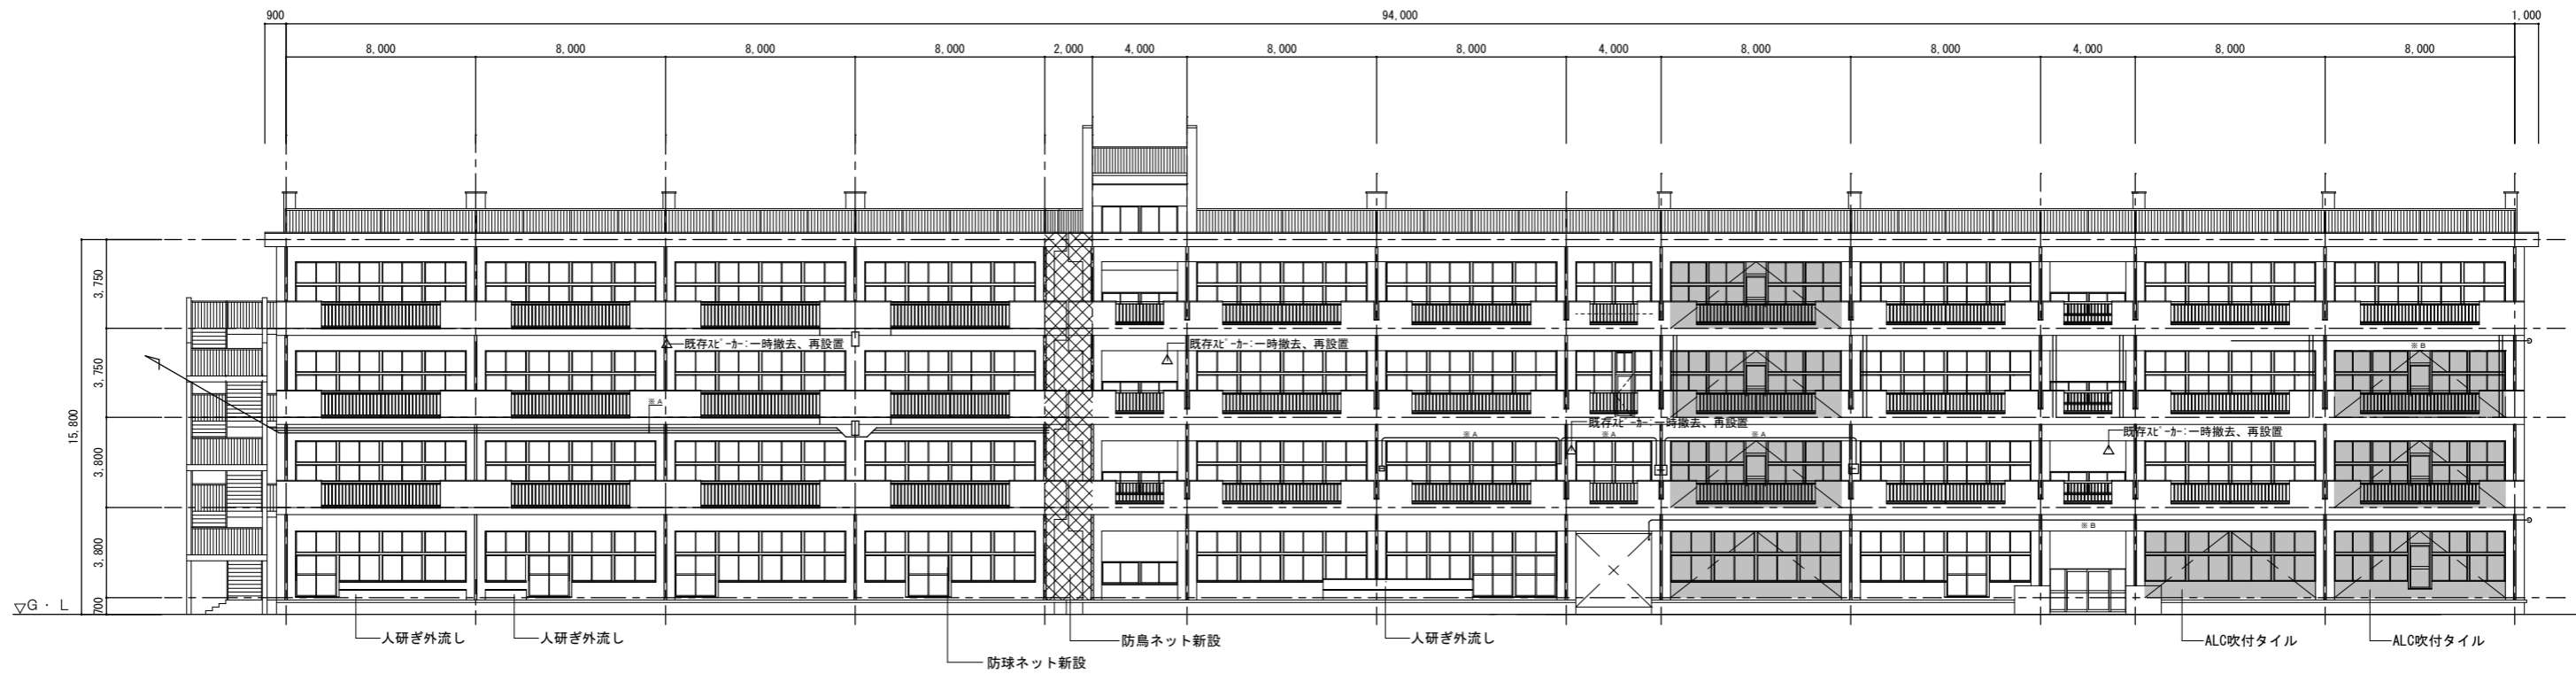 900
94,000
1,000
8,000
8,000
8,000
8,000
2,000
4,000
8,000
8,000
4,000
8,000
8,000
4,000
8,000
8,000
3,750
3,750
15,800
3,800
3,800
700
▽G・L
既存ｽﾋﾟｰｶｰ:一時撤去、再設置
既存ｽﾋﾟｰｶｰ:一時撤去、再設置
※B
※A
既存ｽﾋﾟｰｶｰ:一時撤去、再設置
既存ｽﾋﾟｰｶｰ:一時撤去、再設置
※A
※A
※A
※B
人研ぎ外流し
人研ぎ外流し
防球ネット新設
防鳥ネット新設
人研ぎ外流し
ALC吹付タイル
ALC吹付タイル